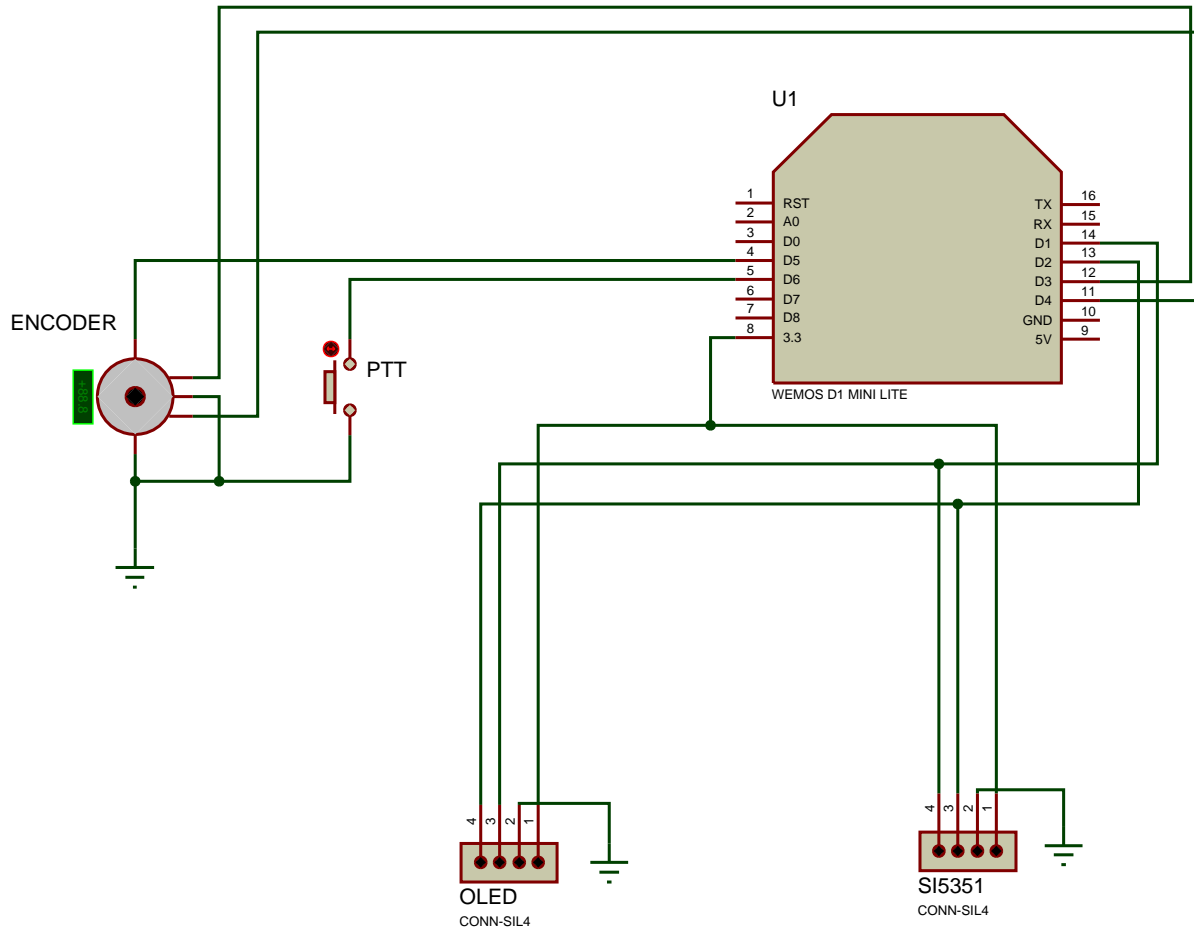 U1
1 RST
2 A0
3 D0
4 D5
5 D6
6 D7
7 D8
8 3.3
TX 16
RX 15
D1 14
D2 13
D3 12
D4 11
GND 10
5V 9
WEMOS D1 MINI LITE
ENCODER
PTT
4 3 2 1
OLED
CONN-SIL4
4 3 2 1
SI5351
CONN-SIL4